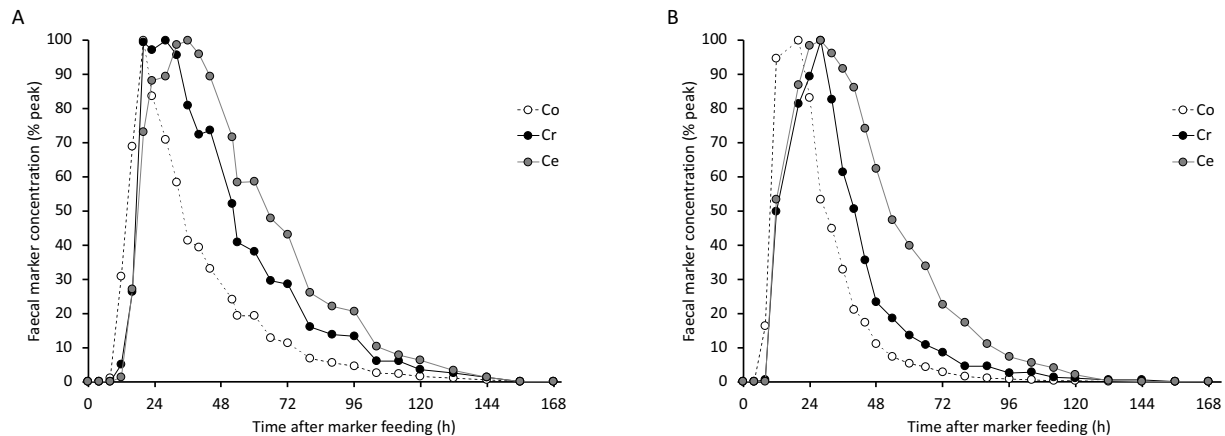 A
Faecal marker concentration (% peak)
100
90
80
70
60
50
40
30
20
10
0
0 24 48 72 96 120 144 168
Time after marker feeding (h)
Co
Cr
Ce
B
Faecal marker concentration (% peak)
100
90
80
70
60
50
40
30
20
10
0
0 24 48 72 96 120 144 168
Time after marker feeding (h)
Co
Cr
Ce